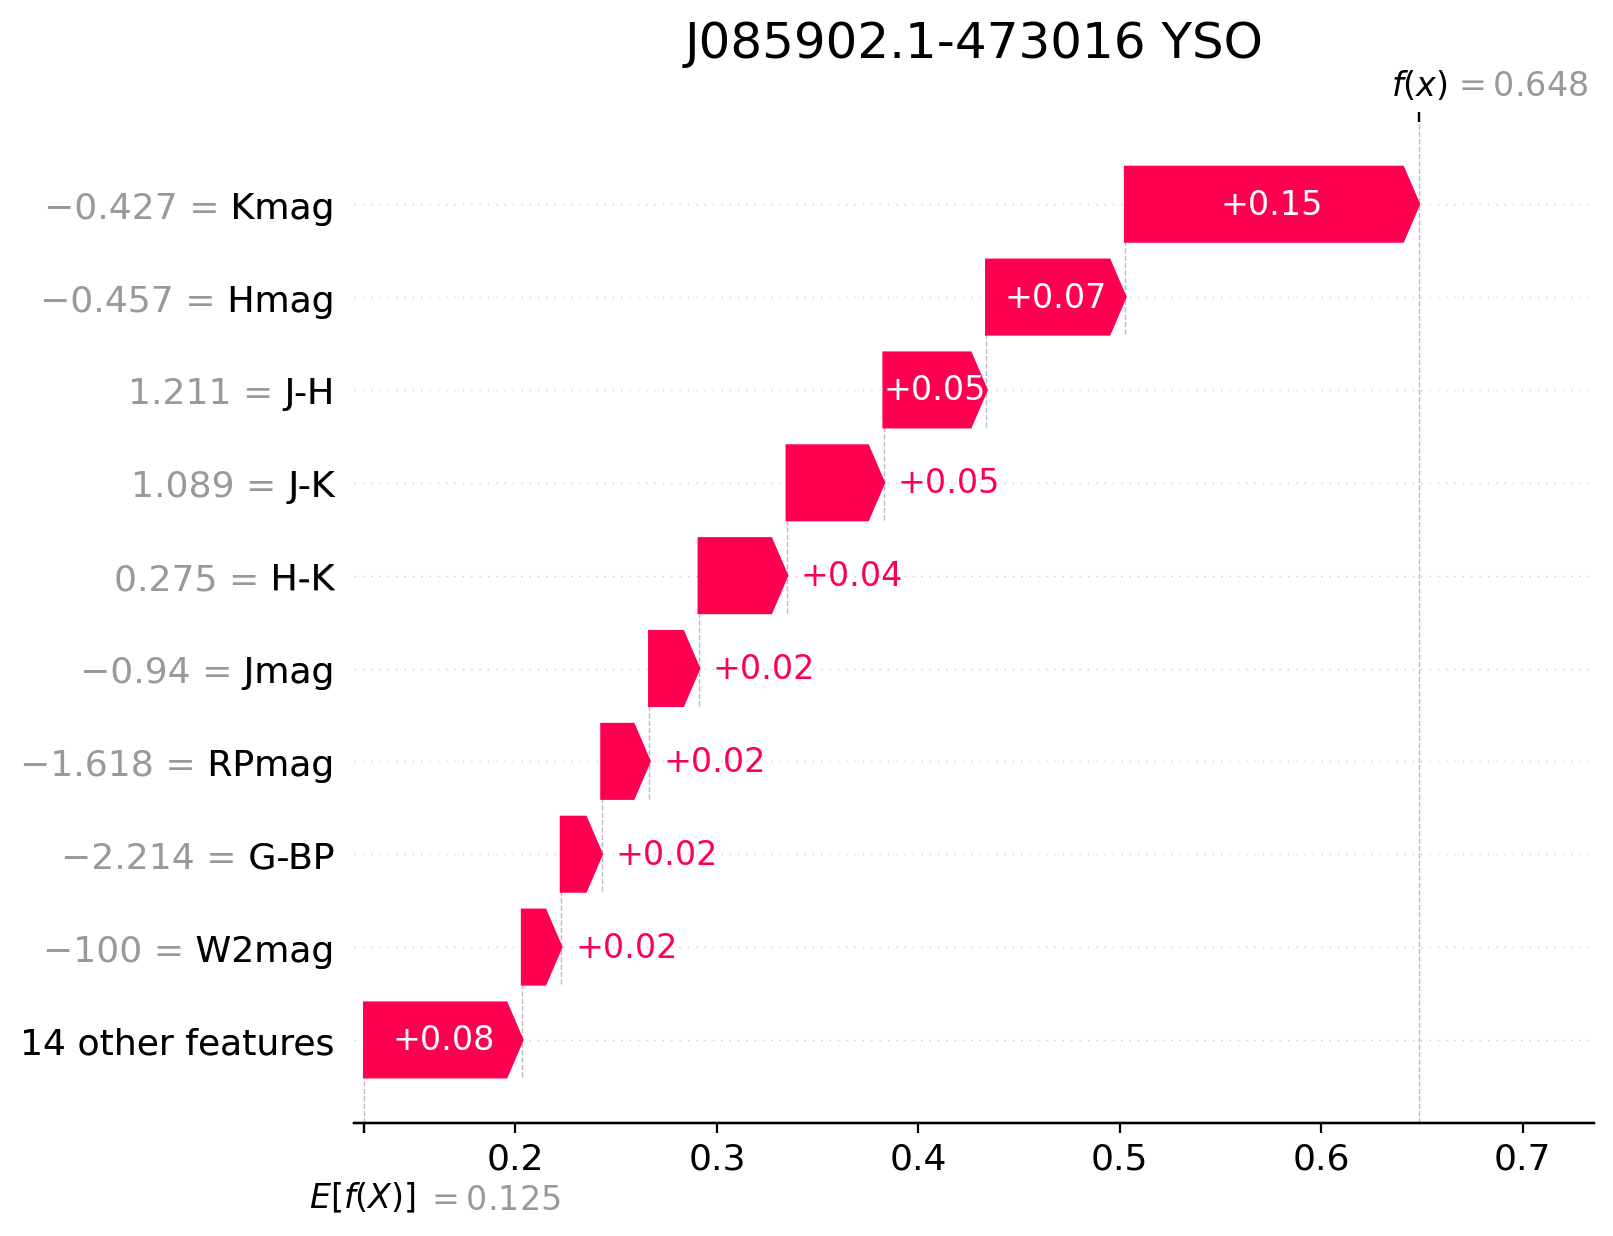 J085902.1-473016 YSO
f(x) = 0.648
−0.427 = Kmag +0.15
−0.457 = Hmag +0.07
1.211 = J-H +0.05
1.089 = J-K +0.05
0.275 = H-K +0.04
−0.94 = Jmag +0.02
−1.618 = RPmag +0.02
−2.214 = G-BP +0.02
−100 = W2mag +0.02
14 other features +0.08
0.2 0.3 0.4 0.5 0.6 0.7
E[f(X)] = 0.125